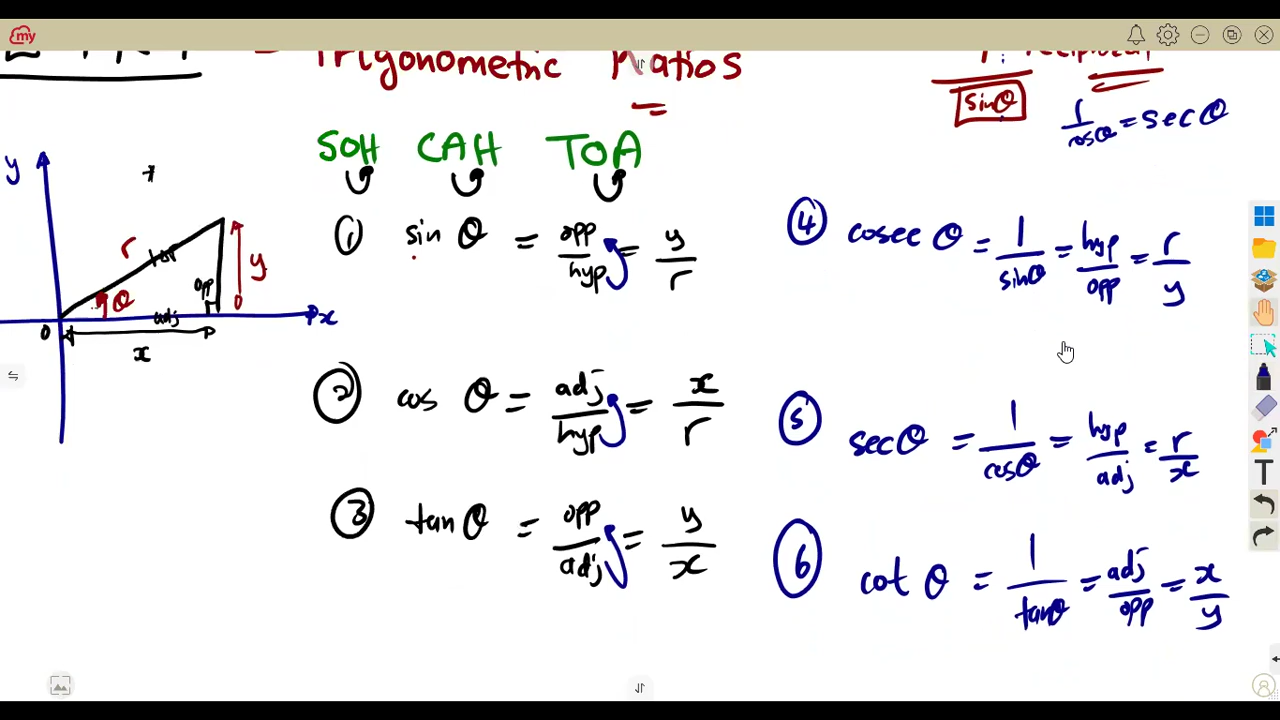 my
Trigonometric Ratios
sinθ
1/cosθ = sec θ
SOH CAH TOA
y
r
hyp
opp
y
θ
adj
0
x
x
① sin θ = opp/hyp = y/r
② cos θ = adj/hyp = x/r
③ tanθ = opp/adj = y/x
④ cosec θ = 1/sinθ = hyp/opp = r/y
⑤ secθ = 1/cosθ = hyp/adj = r/x
⑥ cot θ = 1/tanθ = adj/opp = x/y
T